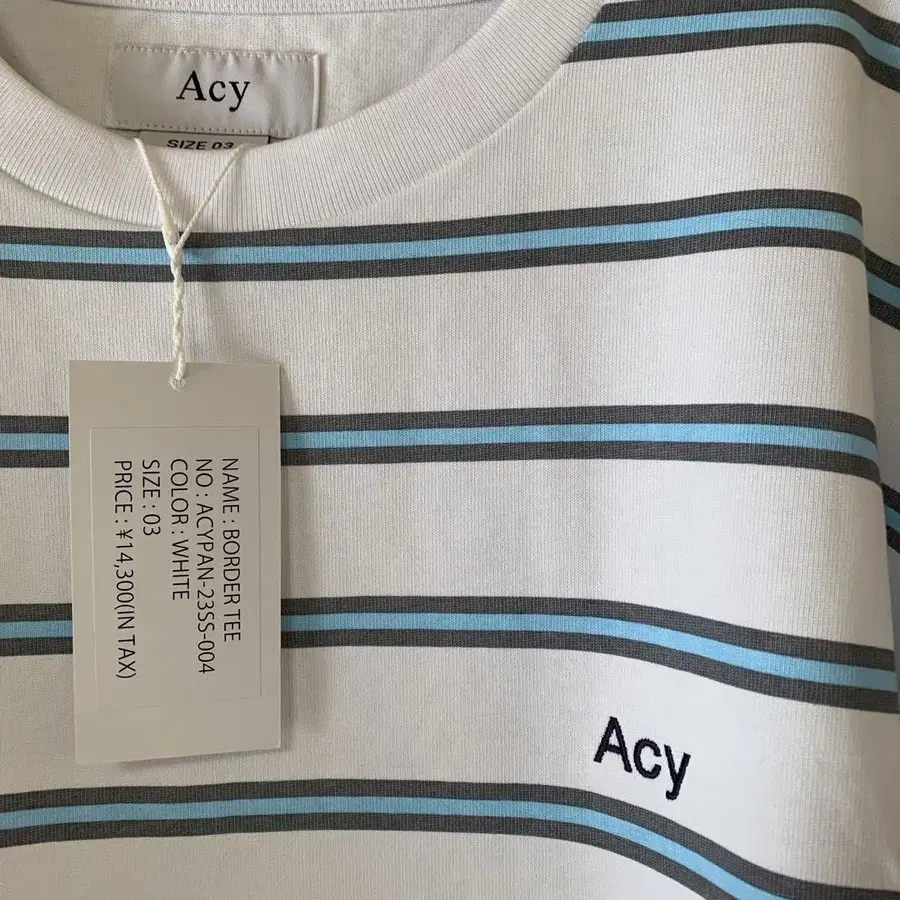 Acy
SIZE 03
NAME : BORDER TEE
NO : ACYPAN-23SS-004
COLOR : WHITE
SIZE : 03
PRICE : ¥14,300(IN TAX)
Acy